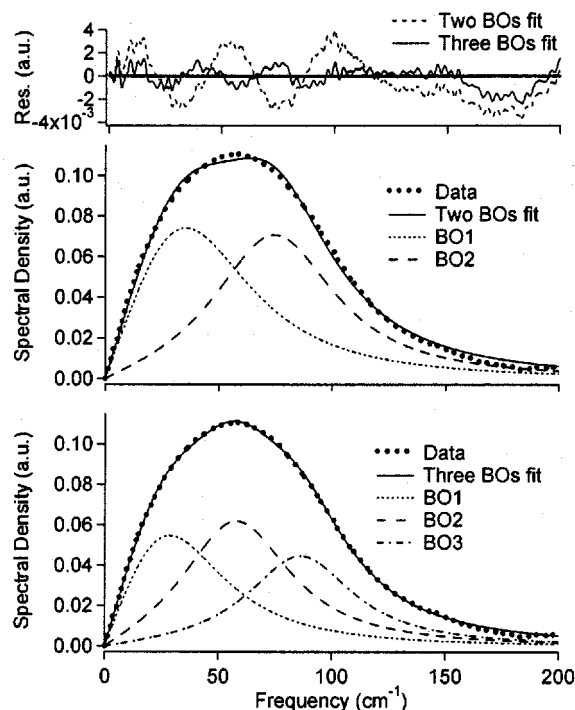 Res. (a.u.)
4
2
0
-2
-4x10-3
Two BOs fit
Three BOs fit
Spectral Density (a.u.)
0.10
0.08
0.06
0.04
0.02
0.00
Data
Two BOs fit
BO1
BO2
Spectral Density (a.u.)
0.10
0.08
0.06
0.04
0.02
0.00
Data
Three BOs fit
BO1
BO2
BO3
0 50 100 150 200
Frequency (cm-1)